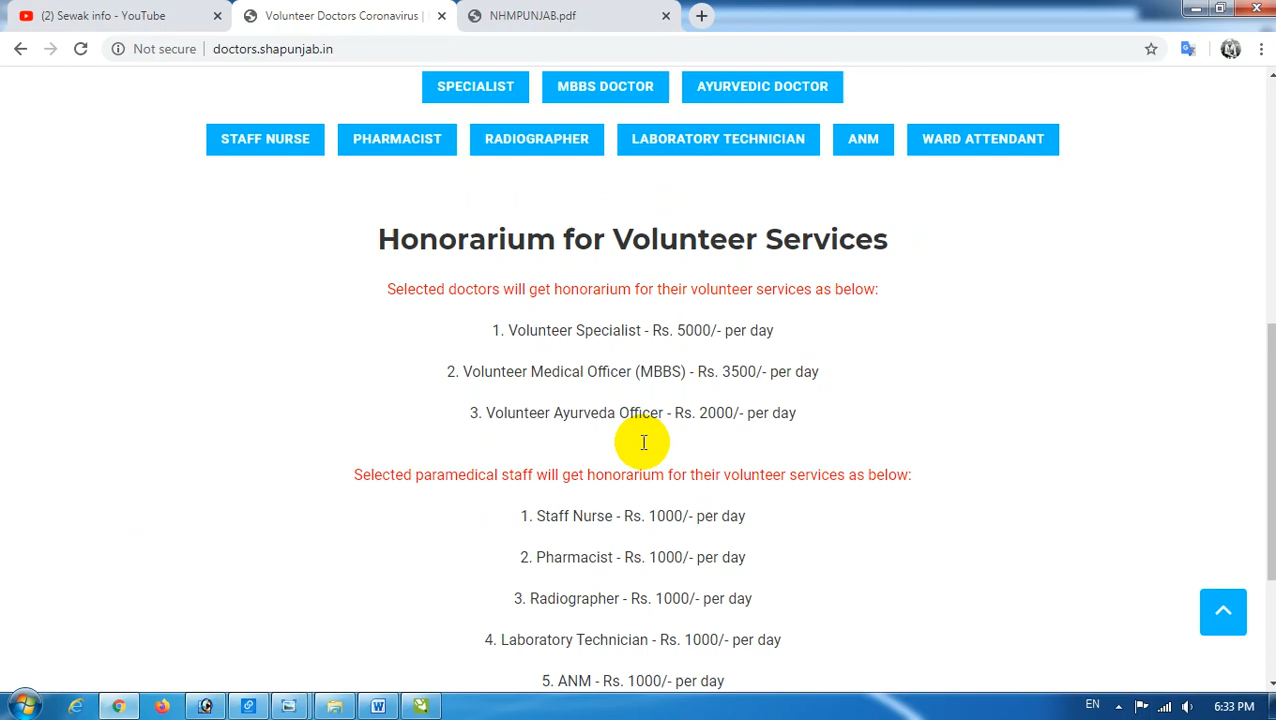 (2) Sewak info - YouTube
Volunteer Doctors Coronavirus |
NHMPUNJAB.pdf
Not secure
doctors.shapunjab.in
SPECIALIST
MBBS DOCTOR
AYURVEDIC DOCTOR
STAFF NURSE
PHARMACIST
RADIOGRAPHER
LABORATORY TECHNICIAN
ANM
WARD ATTENDANT
Honorarium for Volunteer Services
Selected doctors will get honorarium for their volunteer services as below:
1. Volunteer Specialist - Rs. 5000/- per day
2. Volunteer Medical Officer (MBBS) - Rs. 3500/- per day
3. Volunteer Ayurveda Officer - Rs. 2000/- per day
Selected paramedical staff will get honorarium for their volunteer services as below:
1. Staff Nurse - Rs. 1000/- per day
2. Pharmacist - Rs. 1000/- per day
3. Radiographer - Rs. 1000/- per day
4. Laboratory Technician - Rs. 1000/- per day
5. ANM - Rs. 1000/- per day
EN
6:33 PM